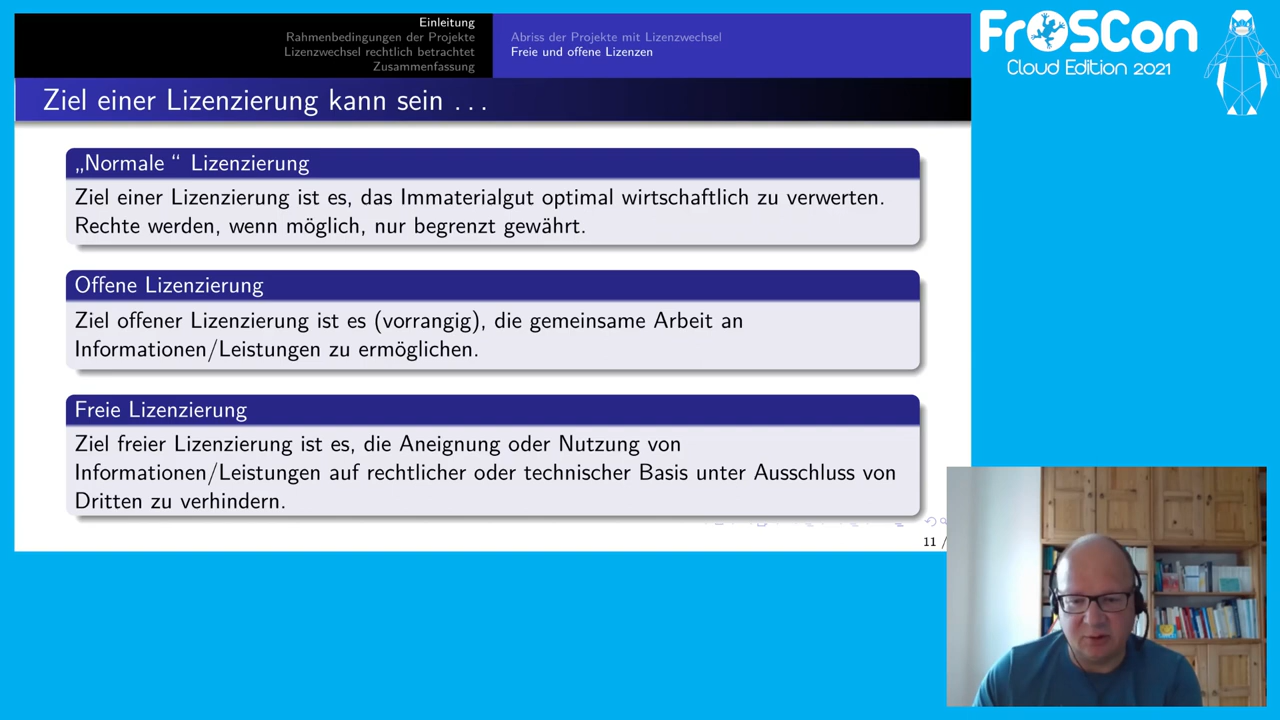 Einleitung
Rahmenbedingungen der Projekte
Lizenzwechsel rechtlich betrachtet
Zusammenfassung
Abriss der Projekte mit Lizenzwechsel
Freie und offene Lizenzen
FrOSCon
Cloud Edition 2021
Ziel einer Lizenzierung kann sein ...
„Normale “ Lizenzierung
Ziel einer Lizenzierung ist es, das Immaterialgut optimal wirtschaftlich zu verwerten.
Rechte werden, wenn möglich, nur begrenzt gewährt.
Offene Lizenzierung
Ziel offener Lizenzierung ist es (vorrangig), die gemeinsame Arbeit an
Informationen/Leistungen zu ermöglichen.
Freie Lizenzierung
Ziel freier Lizenzierung ist es, die Aneignung oder Nutzung von
Informationen/Leistungen auf rechtlicher oder technischer Basis unter Ausschluss von
Dritten zu verhindern.
11 /